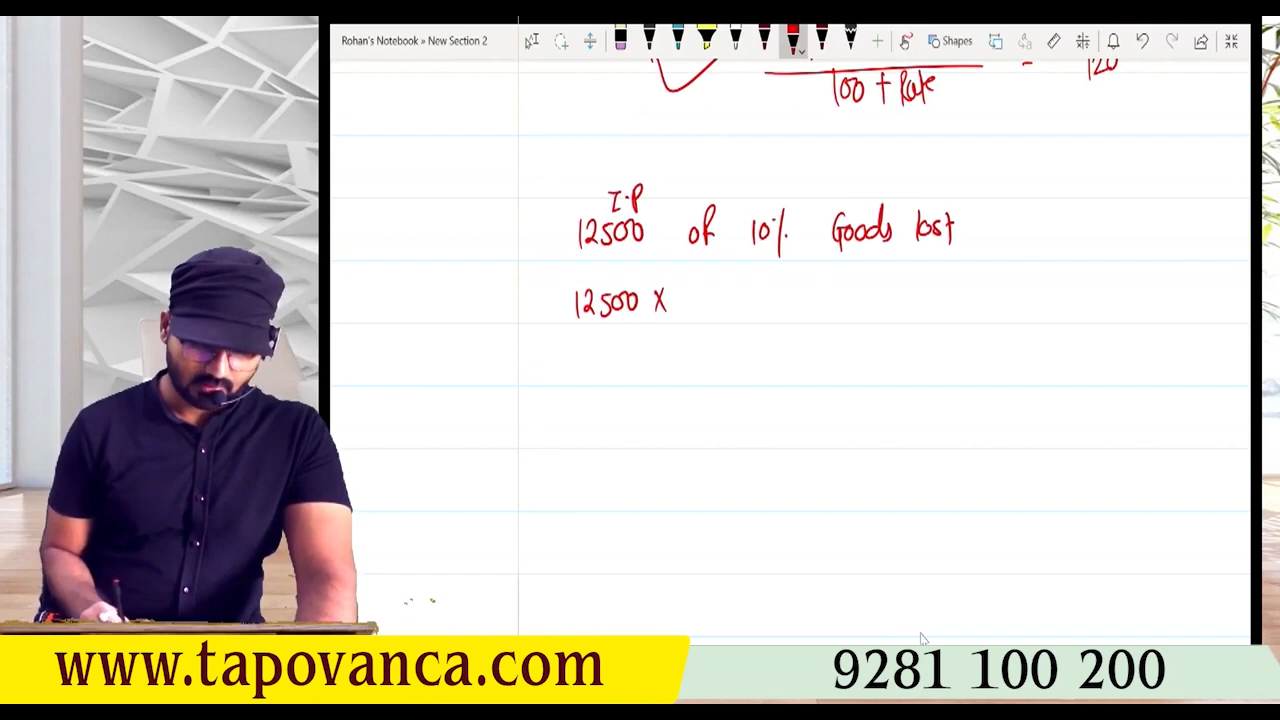 Rohan's Notebook » New Section 2
Shapes
100 + Rate
120
I.P
12500 of 10% Goods lost
12500 X
www.tapovanca.com
9281 100 200